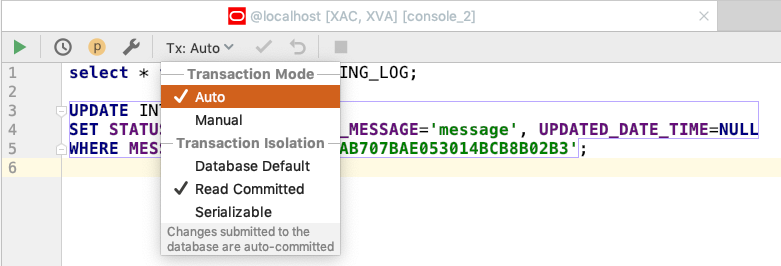 @localhost [XAC, XVA] [console_2]
Tx: Auto
1 select * ING_LOG;
2
3 UPDATE INT
4 SET STATUS _MESSAGE='message', UPDATED_DATE_TIME=NULL
5 WHERE MESS AB707BAE053014BCB8B02B3';
6
Transaction Mode
Auto
Manual
Transaction Isolation
Database Default
Read Committed
Serializable
Changes submitted to the
database are auto-committed